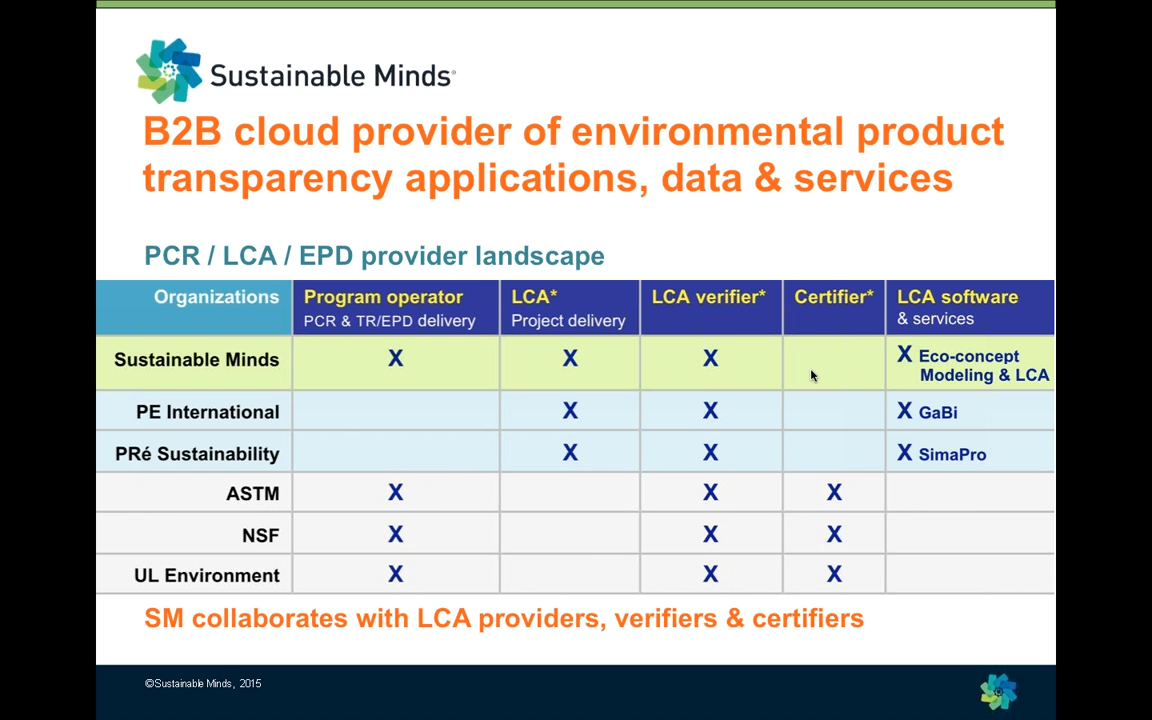 Sustainable Minds®
B2B cloud provider of environmental product
transparency applications, data & services
PCR / LCA / EPD provider landscape
Organizations Program operator LCA* LCA verifier* Certifier* LCA software
PCR & TR/EPD delivery Project delivery & services
Sustainable Minds X X X X Eco-concept
Modeling & LCA
PE International X X X GaBi
PRé Sustainability X X X SimaPro
ASTM X X X
NSF X X X
UL Environment X X X
SM collaborates with LCA providers, verifiers & certifiers
©Sustainable Minds, 2015